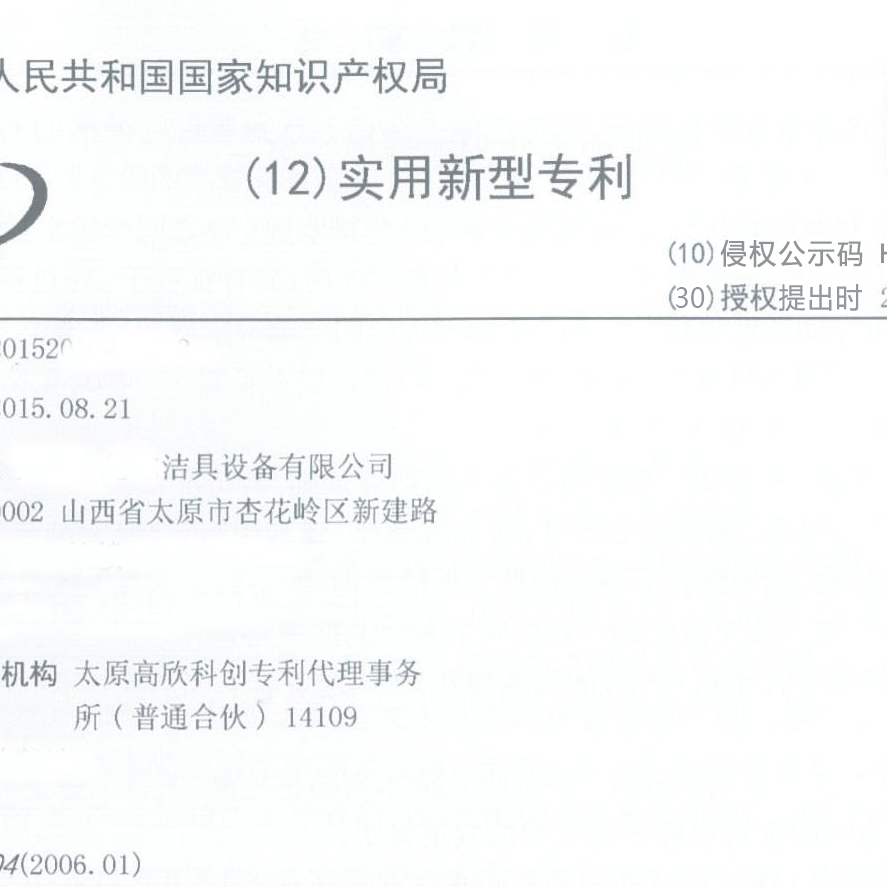 人民共和国国家知识产权局
(12)实用新型专利
(10)侵权公示码 H
(30)授权提出时 2
201520
2015.08.21
洁具设备有限公司
0002 山西省太原市杏花岭区新建路
机构 太原高欣科创专利代理事务
所(普通合伙) 14109
04(2006.01)